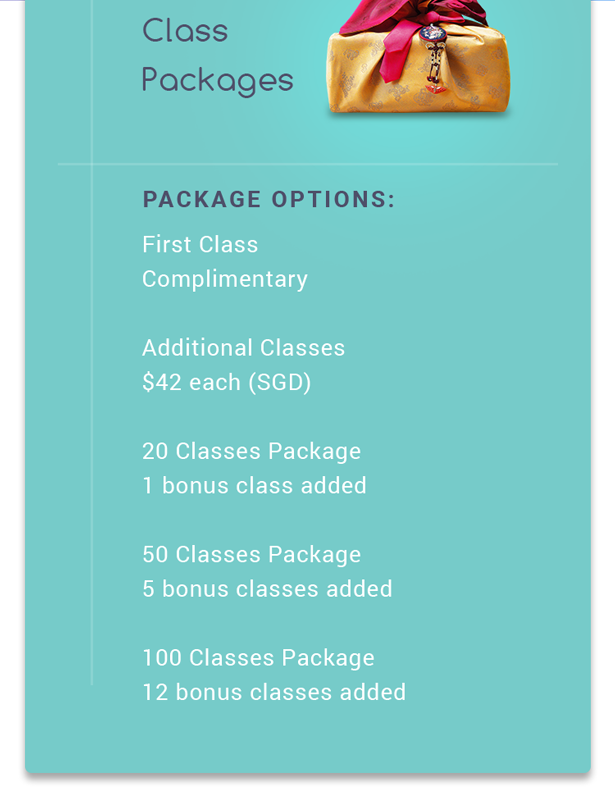 Class
Packages
PACKAGE OPTIONS:
First Class
Complimentary
Additional Classes
$42 each (SGD)
20 Classes Package
1 bonus class added
50 Classes Package
5 bonus classes added
100 Classes Package
12 bonus classes added